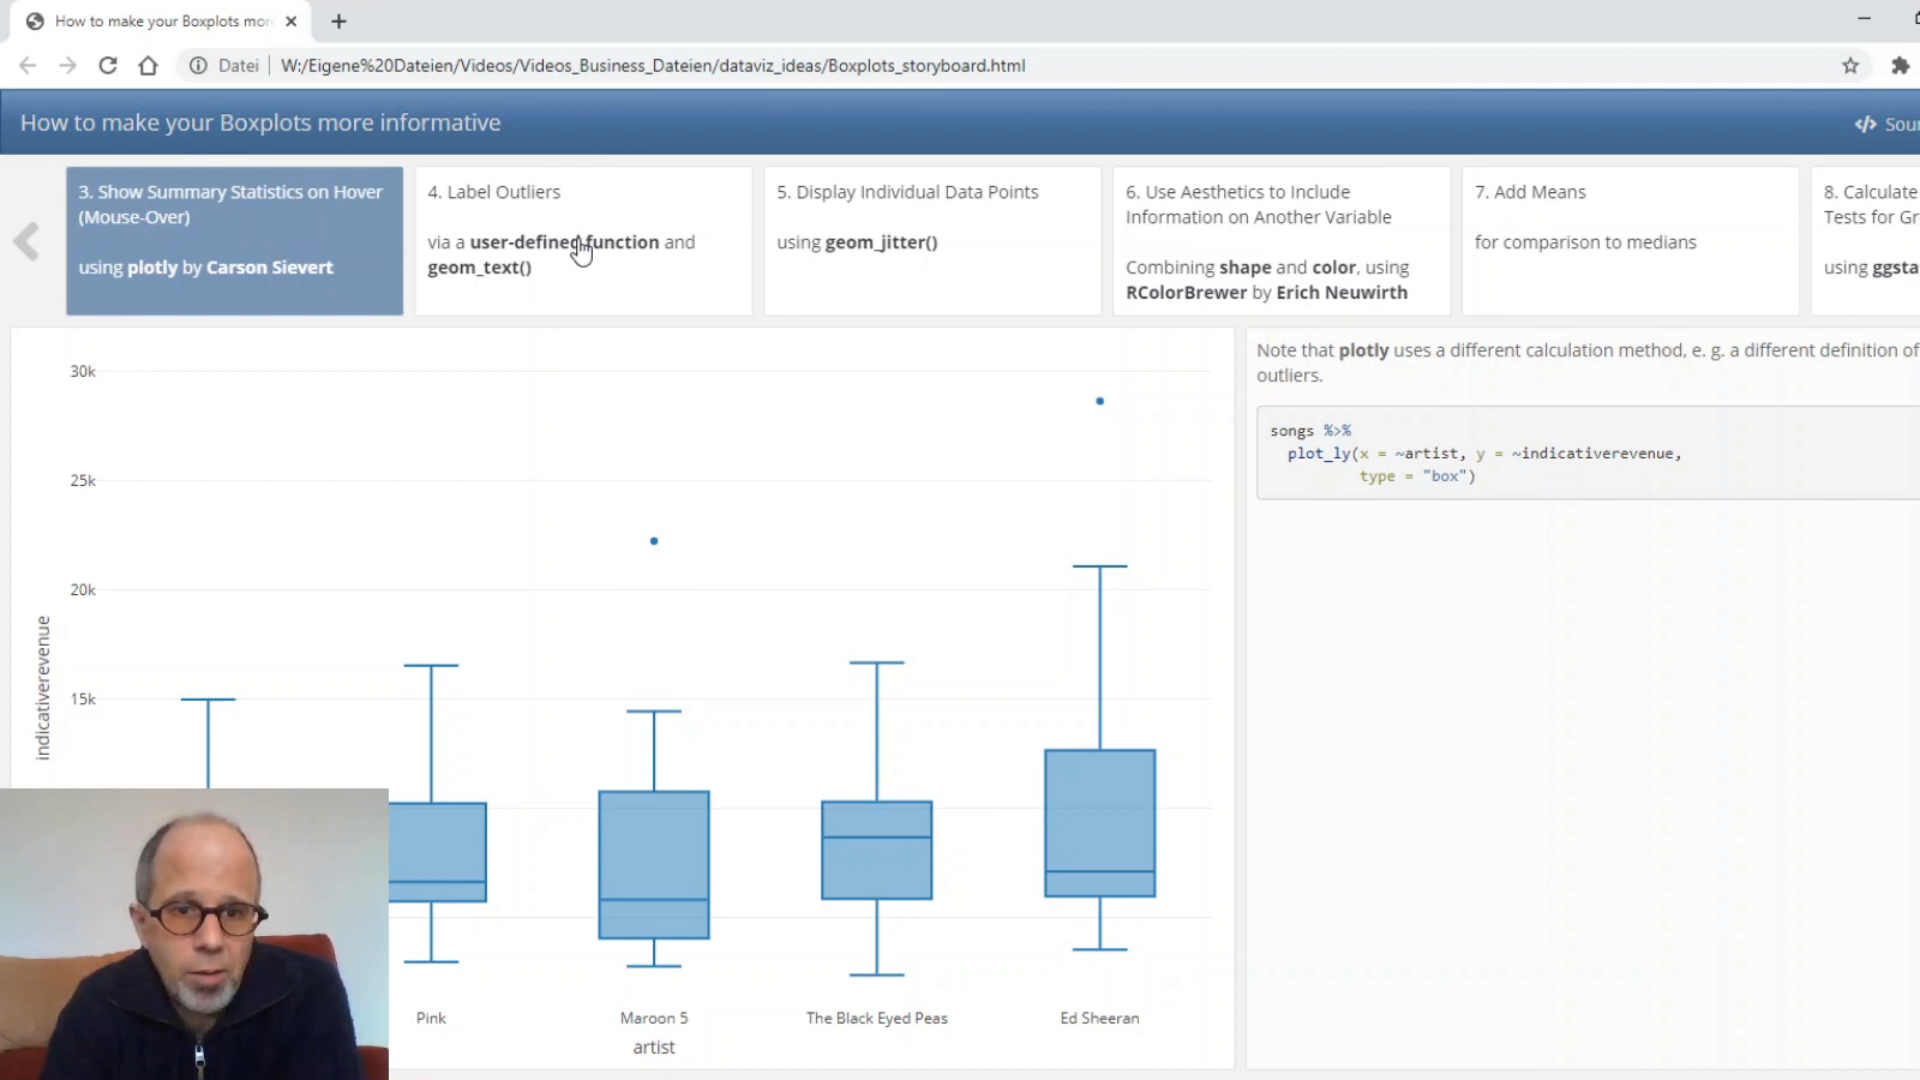 How to make your Boxplots mor
Datei
W:/Eigene%20Dateien/Videos/Videos_Business_Dateien/dataviz_ideas/Boxplots_storyboard.html
How to make your Boxplots more informative
</> Sour
3. Show Summary Statistics on Hover
(Mouse-Over)
using plotly by Carson Sievert
4. Label Outliers
via a user-defined function and
geom_text()
5. Display Individual Data Points
using geom_jitter()
6. Use Aesthetics to Include
Information on Another Variable
Combining shape and color, using
RColorBrewer by Erich Neuwirth
7. Add Means
for comparison to medians
8. Calculate
Tests for Gr
using ggsta
30k
25k
20k
15k
indicativerevenue
Pink
Maroon 5
The Black Eyed Peas
Ed Sheeran
artist
Note that plotly uses a different calculation method, e. g. a different definition of
outliers.
songs %>%
plot_ly(x = ~artist, y = ~indicativerevenue,
type = "box")